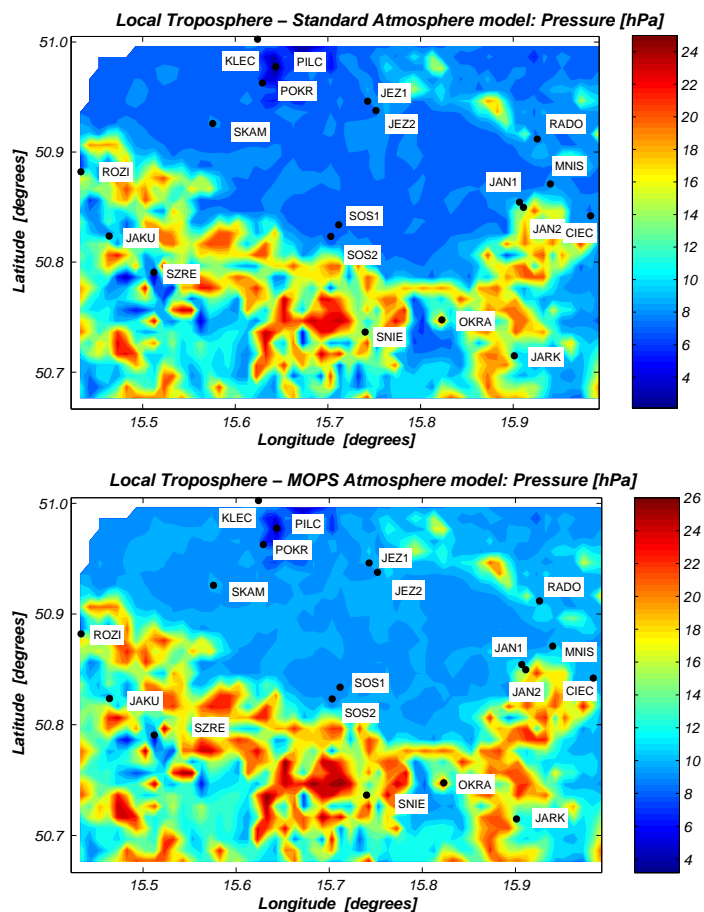 Local Troposphere – Standard Atmosphere model: Pressure [hPa]
51.0
50.9
50.8
50.7
Latitude [degrees]
KLEC
PILC
POKR
JEZ1
JEZ2
SKAM
RADO
ROZI
MNIS
JAN1
SOS1
JAN2
CIEC
JAKU
SOS2
SZRE
OKRA
SNIE
JARK
15.5
15.6
15.7
15.8
15.9
Longitude [degrees]
24
22
20
18
16
14
12
10
8
6
4
Local Troposphere – MOPS Atmosphere model: Pressure [hPa]
51.0
50.9
50.8
50.7
Latitude [degrees]
KLEC
PILC
POKR
JEZ1
JEZ2
SKAM
RADO
ROZI
JAN1
MNIS
SOS1
JAN2
CIEC
JAKU
SOS2
SZRE
OKRA
SNIE
JARK
15.5
15.6
15.7
15.8
15.9
Longitude [degrees]
26
24
22
20
18
16
14
12
10
8
6
4